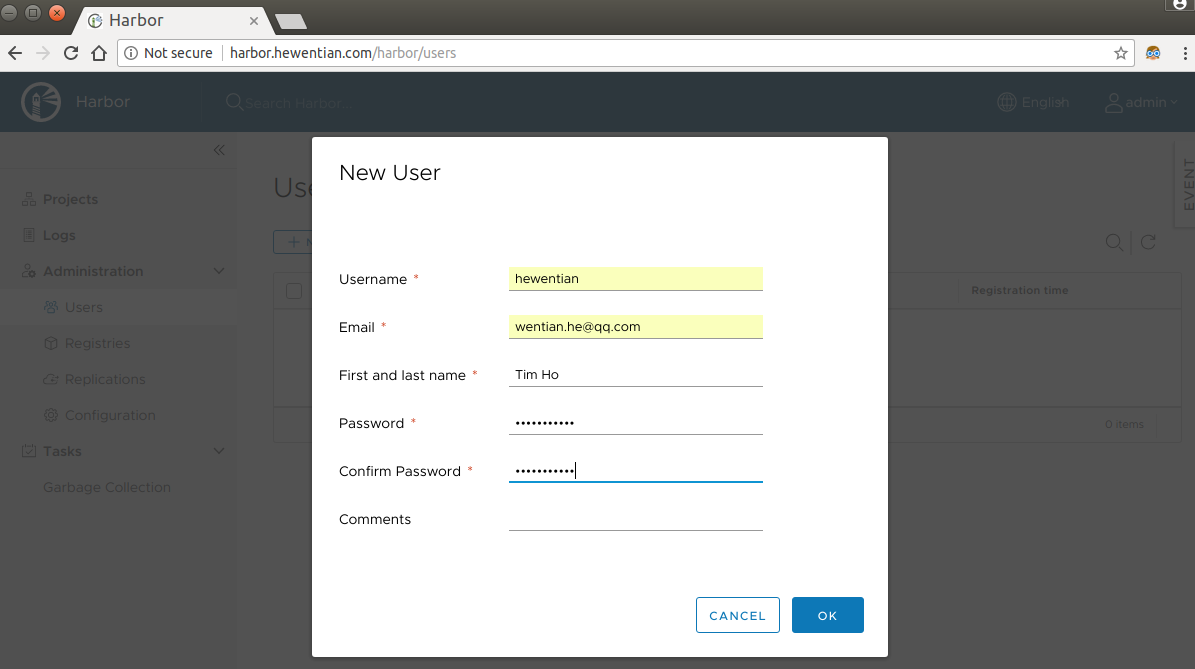 Harbor
Not secure harbor.hewentian.com/harbor/users
Harbor Search Harbor... English admin
New User
Projects
Logs
Administration
Users
Registries
Replications
Configuration
Tasks
Garbage Collection
Use
EVENT
Registration time
0 items
Username * hewentian
Email * wentian.he@qq.com
First and last name * Tim Ho
Password * •••••••••••
Confirm Password * •••••••••••
Comments
CANCEL OK